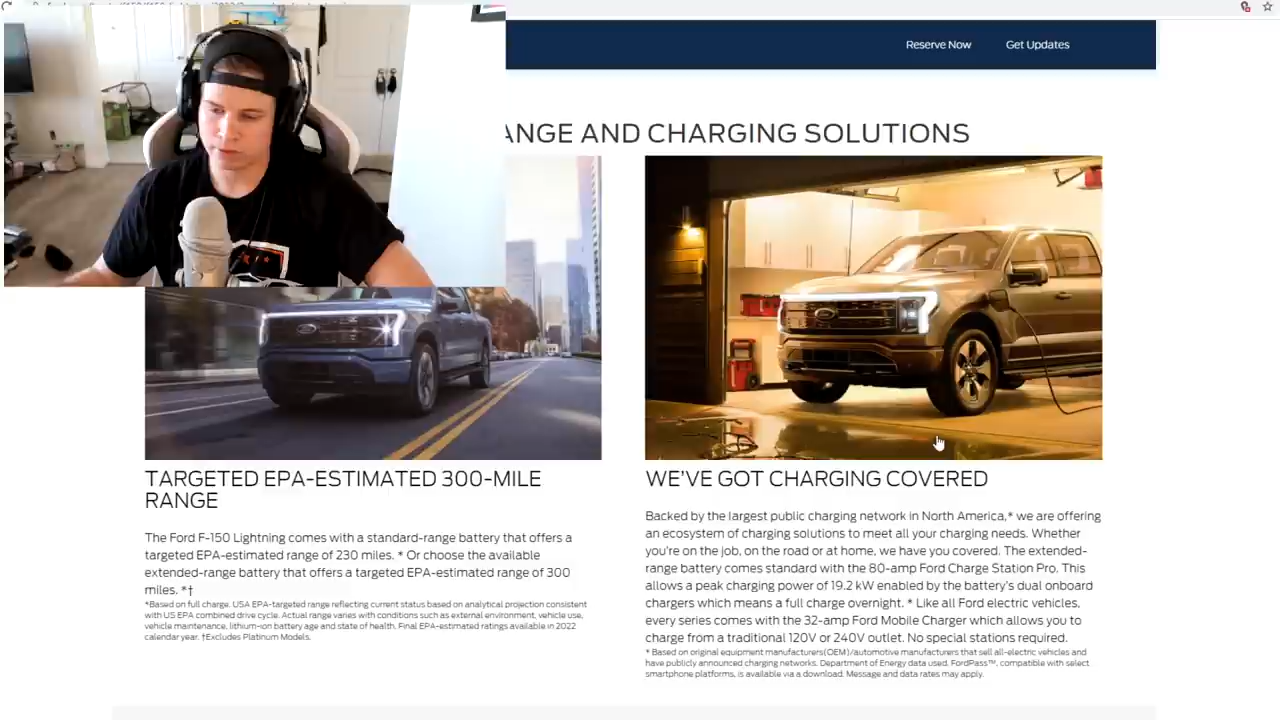 Reserve Now
Get Updates
ANGE AND CHARGING SOLUTIONS
TARGETED EPA-ESTIMATED 300-MILE
RANGE
The Ford F-150 Lightning comes with a standard-range battery that offers a
targeted EPA-estimated range of 230 miles. * Or choose the available
extended-range battery that offers a targeted EPA-estimated range of 300
miles. *†
*Based on full charge. USA EPA-targeted range reflecting current status based on analytical projection consistent
with US EPA combined drive cycle. Actual range varies with conditions such as external environment, vehicle use,
vehicle maintenance, lithium-ion battery age and state of health. Final EPA-estimated ratings available in 2022
calendar year. †Excludes Platinum Models.
WE'VE GOT CHARGING COVERED
Backed by the largest public charging network in North America,* we are offering
an ecosystem of charging solutions to meet all your charging needs. Whether
you're on the job, on the road or at home, we have you covered. The extended-
range battery comes standard with the 80-amp Ford Charge Station Pro. This
allows a peak charging power of 19.2 kW enabled by the battery's dual onboard
chargers which means a full charge overnight. * Like all Ford electric vehicles,
every series comes with the 32-amp Ford Mobile Charger which allows you to
charge from a traditional 120V or 240V outlet. No special stations required.
* Based on original equipment manufacturers(OEM)/automotive manufacturers that sell all-electric vehicles and
have publicly announced charging networks. Department of Energy data used. FordPass™, compatible with select
smartphone platforms, is available via a download. Message and data rates may apply.